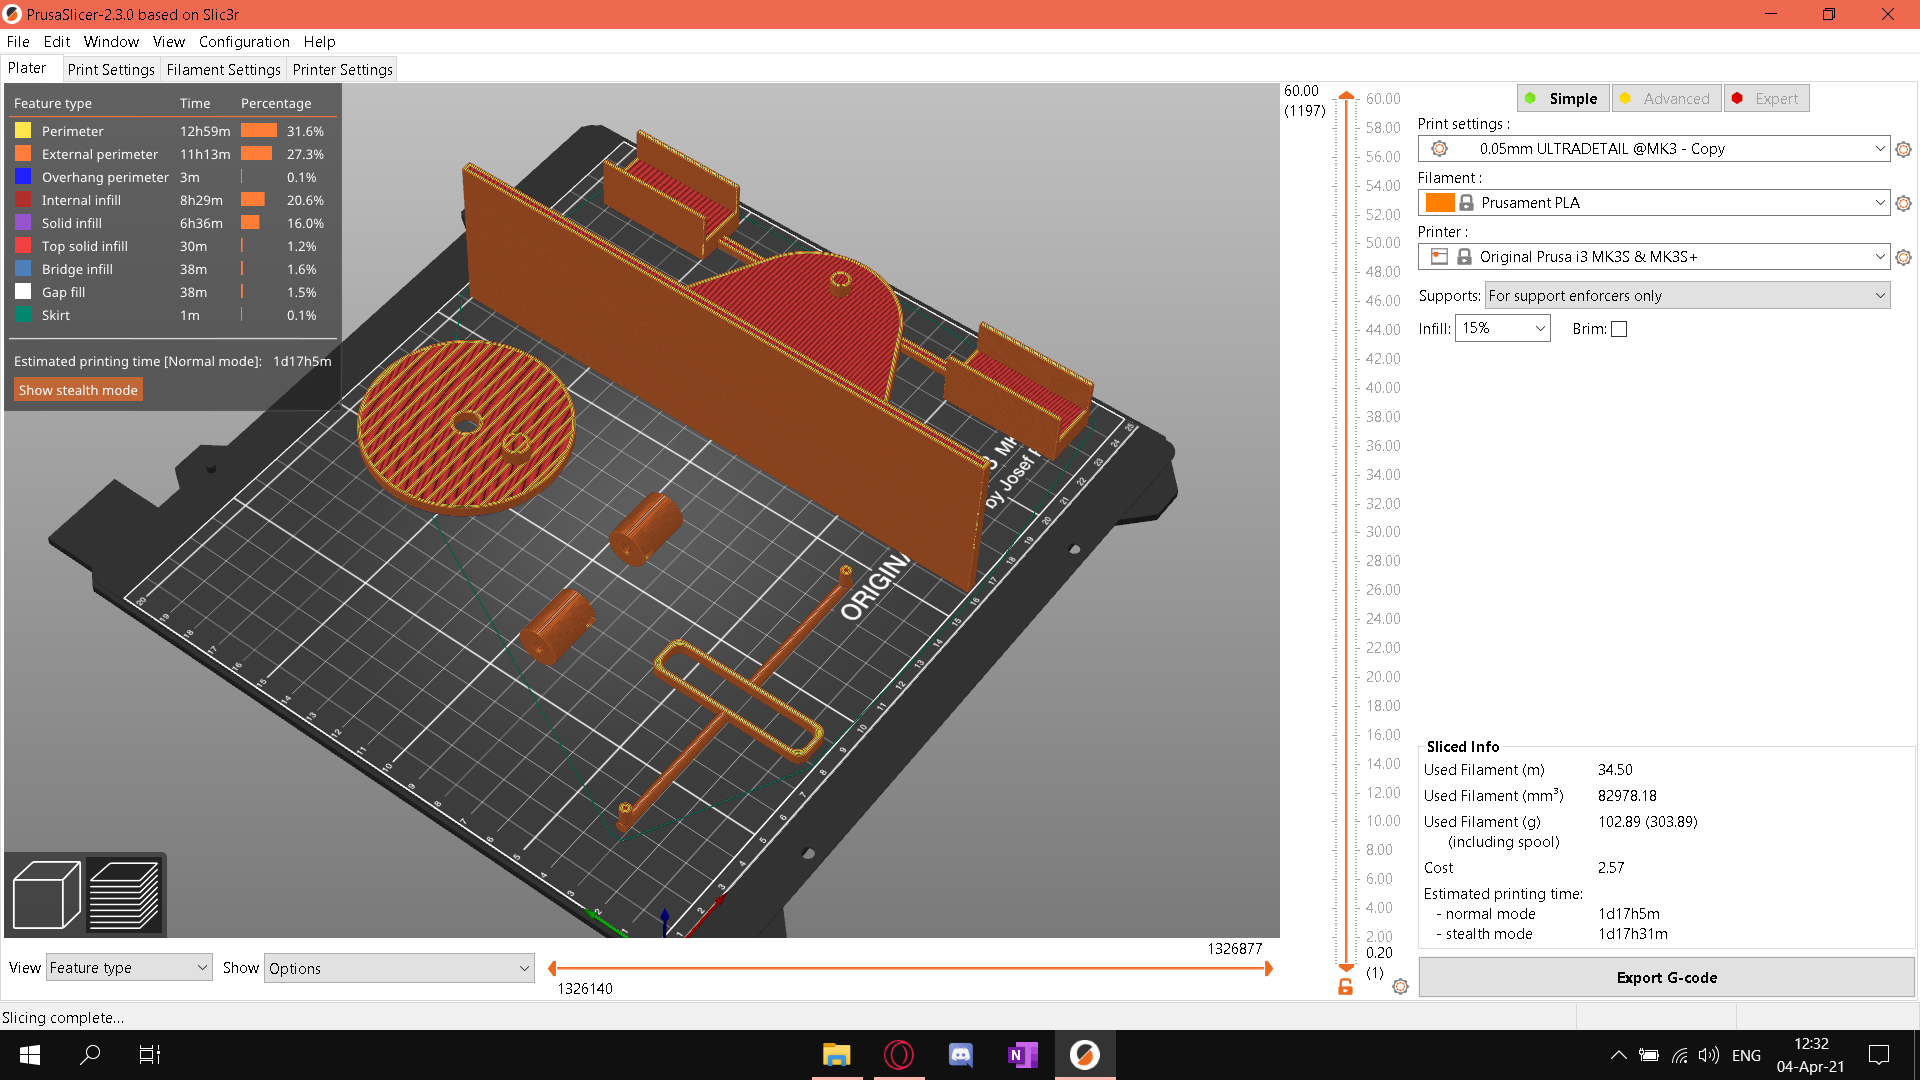 PrusaSlicer-2.3.0 based on Slic3r
File Edit Window View Configuration Help
Plater Print Settings Filament Settings Printer Settings
Feature type Time Percentage
Perimeter 12h59m 31.6%
External perimeter 11h13m 27.3%
Overhang perimeter 3m 0.1%
Internal infill 8h29m 20.6%
Solid infill 6h36m 16.0%
Top solid infill 30m 1.2%
Bridge infill 38m 1.6%
Gap fill 38m 1.5%
Skirt 1m 0.1%
Estimated printing time [Normal mode]: 1d17h5m
Show stealth mode
by Josef
ORIGINA
60.00
(1197)
60.00
58.00
56.00
54.00
52.00
50.00
48.00
46.00
44.00
42.00
40.00
38.00
36.00
34.00
32.00
30.00
28.00
26.00
24.00
22.00
20.00
18.00
16.00
14.00
12.00
10.00
8.00
6.00
4.00
2.00
0.20
(1)
Simple Advanced Expert
Print settings :
0.05mm ULTRADETAIL @MK3 - Copy
Filament :
Prusament PLA
Printer :
Original Prusa i3 MK3S & MK3S+
Supports: For support enforcers only
Infill: 15% Brim:
Sliced Info
Used Filament (m) 34.50
Used Filament (mm³) 82978.18
Used Filament (g) 102.89 (303.89)
(including spool)
Cost 2.57
Estimated printing time:
- normal mode 1d17h5m
- stealth mode 1d17h31m
Export G-code
1326877
View Feature type Show Options
1326140
Slicing complete...
ENG
12:32
04-Apr-21